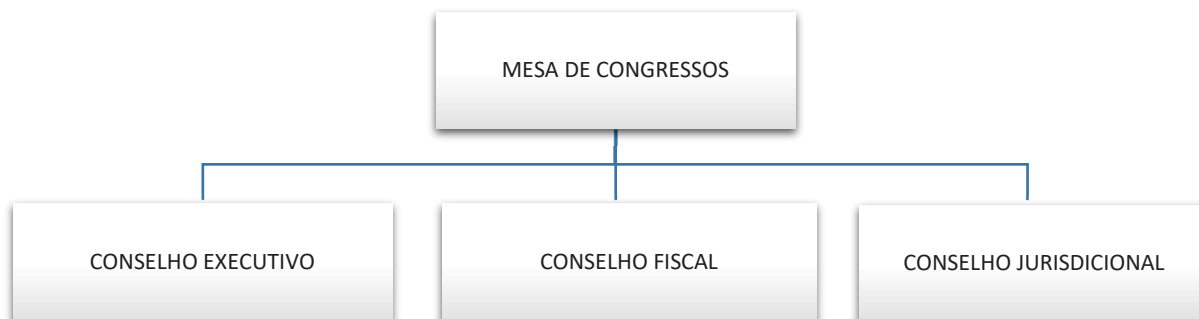 MESA DE CONGRESSOS
CONSELHO EXECUTIVO
CONSELHO FISCAL
CONSELHO JURISDICIONAL